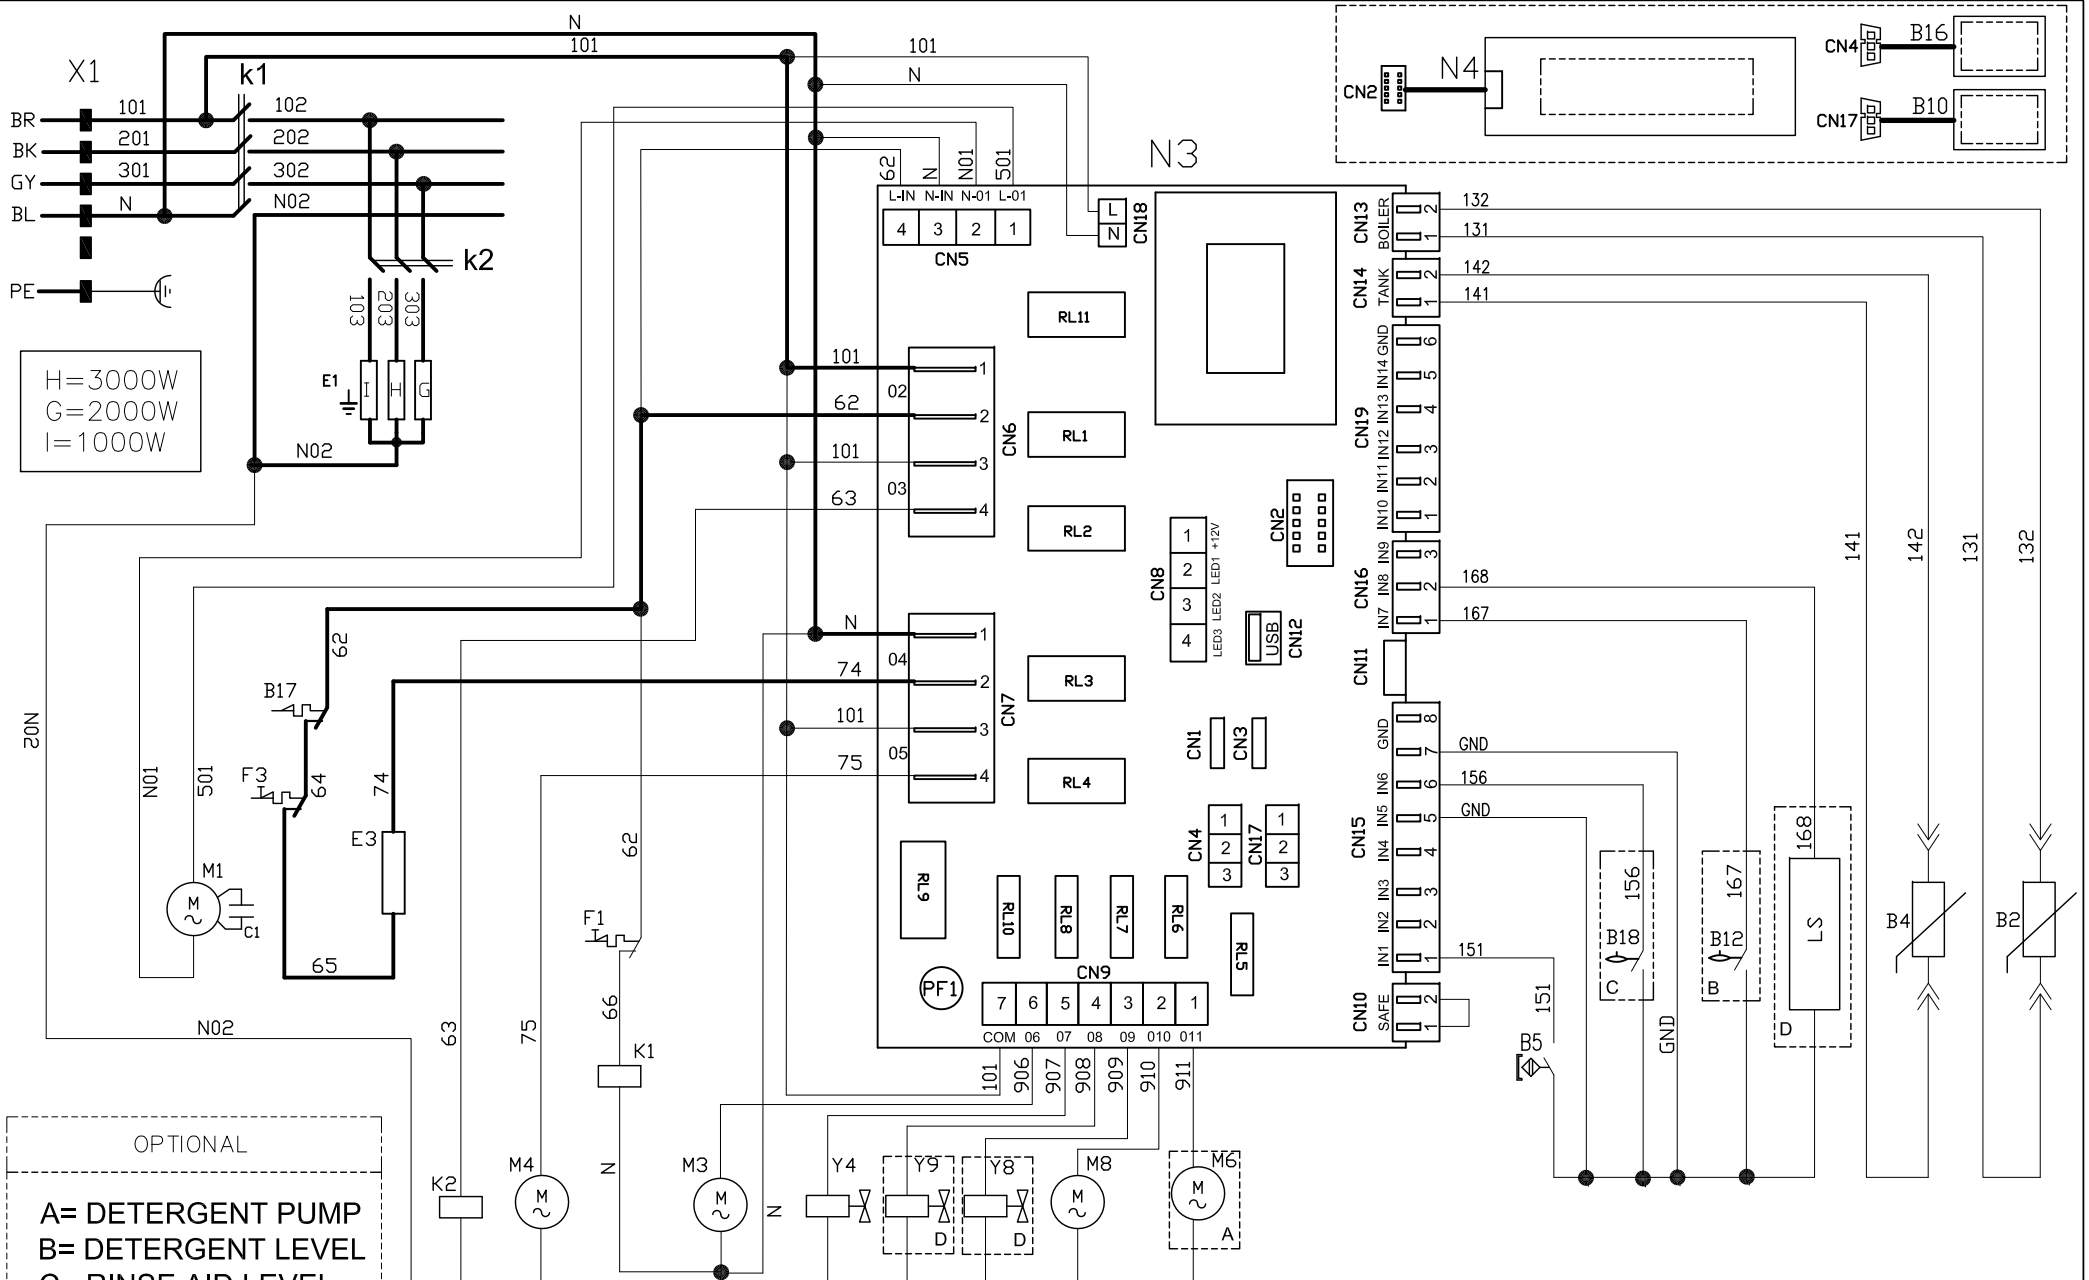 N
101
101
N
X1
k1
BR
101
102
BK
201
202
GY
301
302
BL
N
N02
PE
k2
103
203
303
E1
I
H
G
H=3000W
G=2000W
I=1000W
N02
N3
N4
CN2
CN4
B16
CN17
B10
62
N
N01
501
L-IN N-IN N-01 L-01
4 3 2 1
CN5
L
N
CN18
RL11
RL1
RL2
RL3
RL4
101
1
02
62
2
101
3
03
63
4
CN6
N
1
04
74
2
101
3
05
75
4
CN7
CN8
1 +12V
2 LED1
3 LED2
4 LED3
CN2
USB
CN12
CN1
CN3
CN4
1
2
3
CN17
1
2
3
RL9
RL10
RL8
RL7
RL6
RL5
PF1
CN9
7 6 5 4 3 2 1
COM 06 07 08 09 010 011
101
906
907
908
909
910
911
CN13
BOILER
2
1
132
131
CN14
TANK
2
1
142
141
CN19
GND
6
IN14
5
IN13
4
IN12
3
IN11
2
IN10
1
CN16
IN9
3
IN8
2
168
IN7
1
167
CN11
CN15
GND
8
7
GND
IN6
6
156
IN5
5
GND
IN4
4
IN3
3
IN2
2
IN1
1
151
CN10
SAFE
2
1
141
142
131
132
62
B17
F3
64
74
E3
65
N02
N01
501
M1
M
C1
N02
63
75
62
F1
66
K1
N
N
K2
M4
M
M3
M
Y4
Y9
D
Y8
D
M8
M
M6
M
A
151
B5
156
B18
C
GND
167
B12
B
168
LS
D
B4
B2
OPTIONAL
A= DETERGENT PUMP
B= DETERGENT LEVEL
C= RINSE AID LEVEL